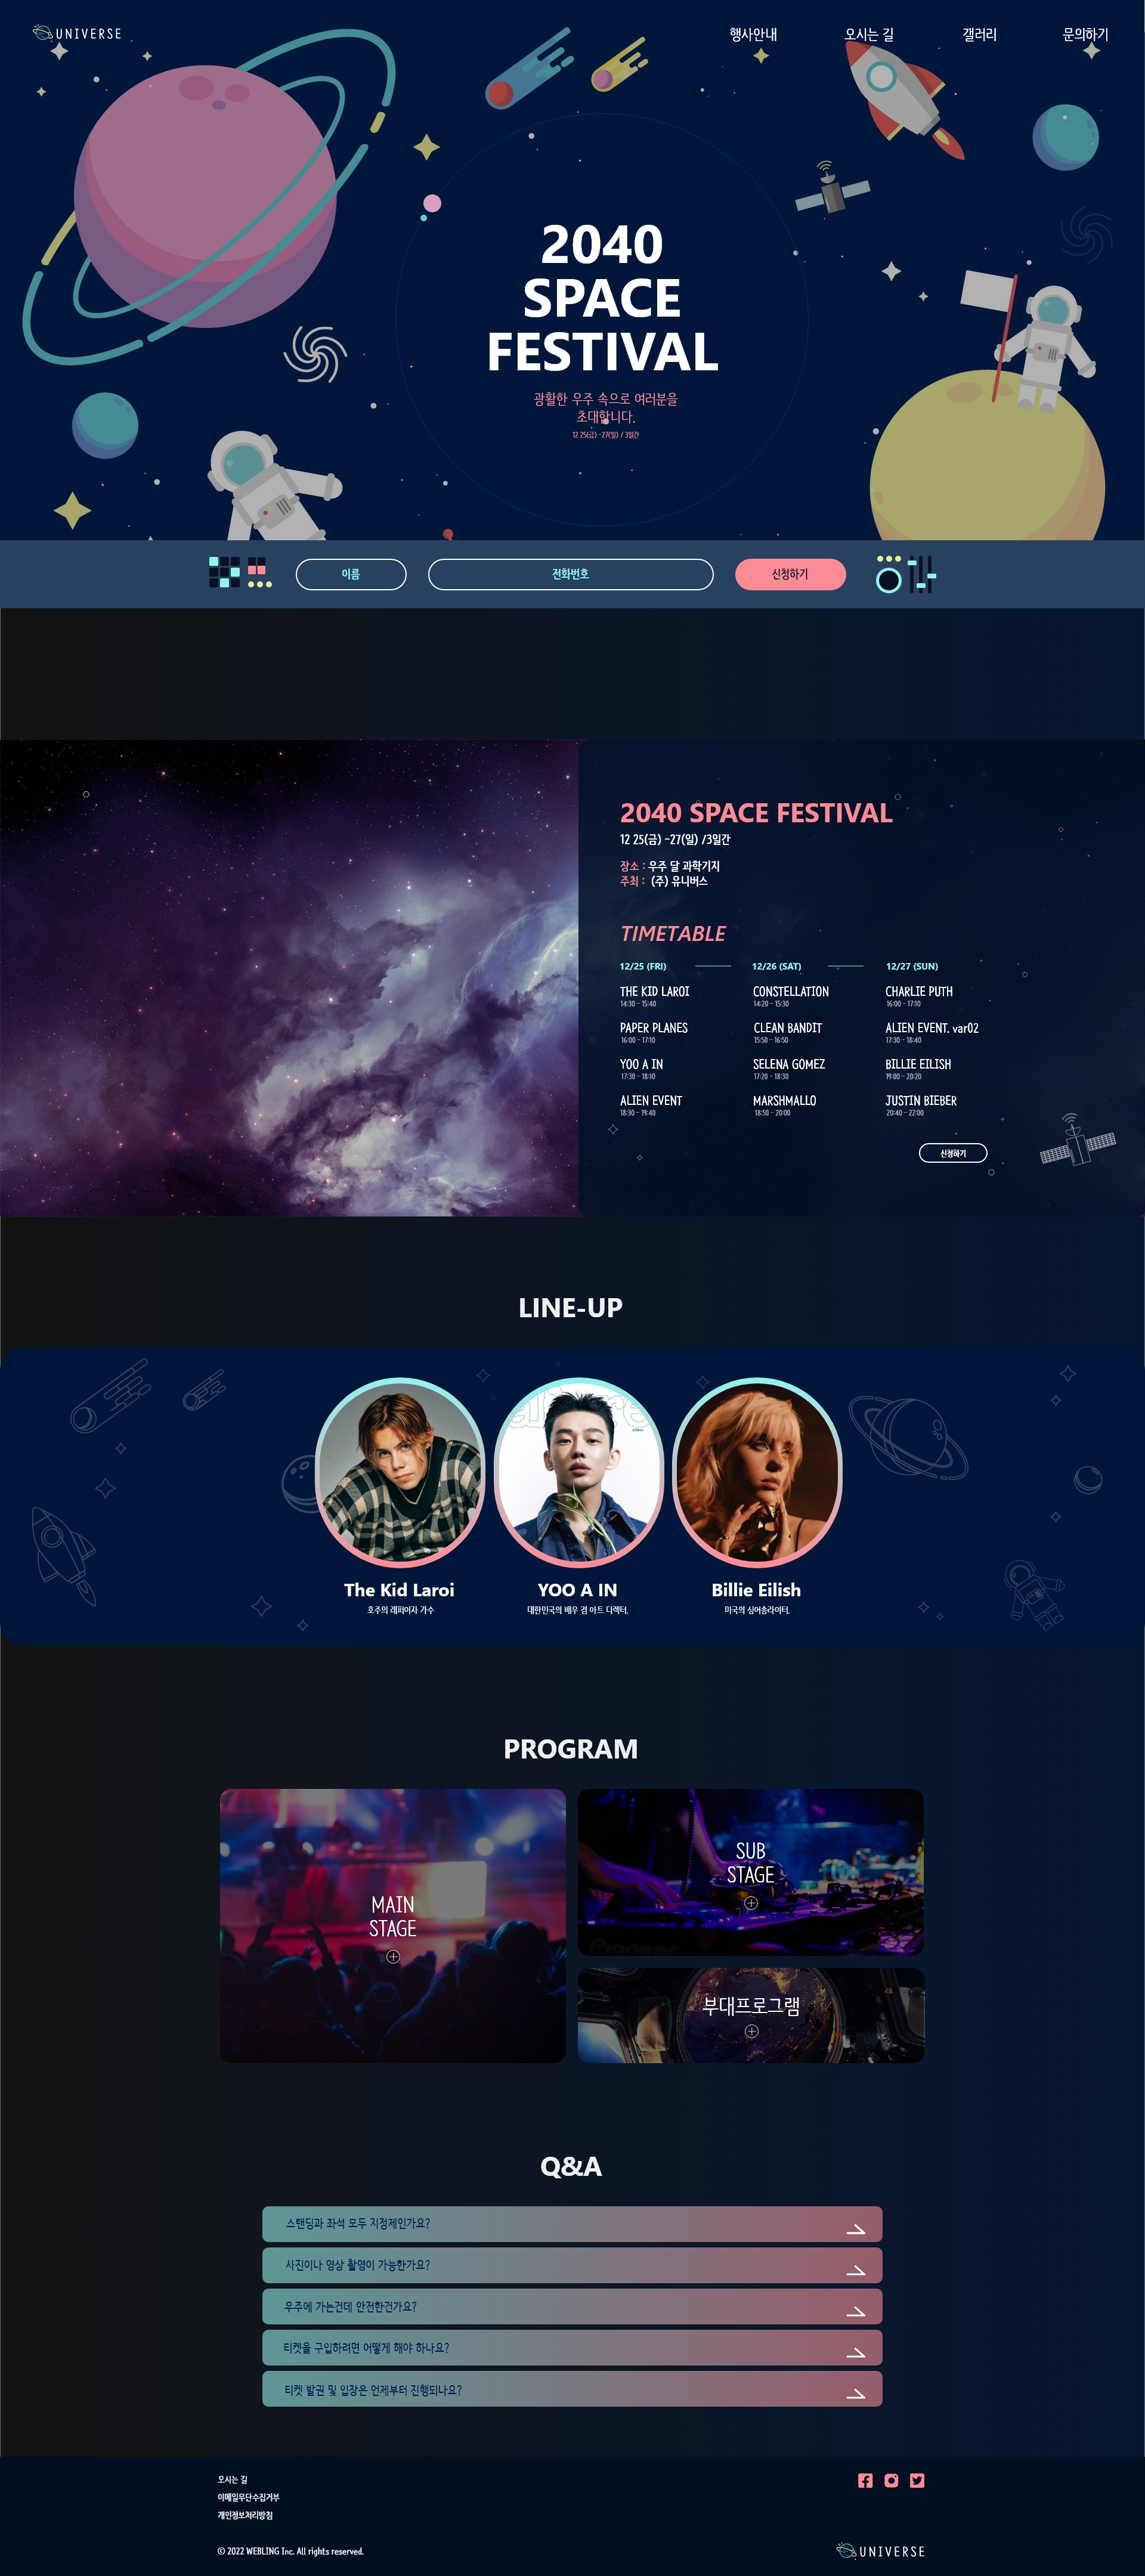 UNIVERSE
행사안내 오시는 길 갤러리 문의하기
2040
SPACE
FESTIVAL
광활한 우주 속으로 여러분을
초대합니다.
12 25(금) -27(일) / 3일간
이름
전화번호
신청하기
2040 SPACE FESTIVAL
12 25(금) -27(일) /3일간
장소 : 우주 달 과학기지
주최 : (주) 유니버스
TIMETABLE
12/25 (FRI) 12/26 (SAT) 12/27 (SUN)
THE KID LAROI CONSTELLATION CHARLIE PUTH
14:30 - 15:40 14:20 - 15:30 16:00 - 17:10
PAPER PLANES CLEAN BANDIT ALIEN EVENT. var02
16:00 - 17:10 15:50 - 16:50 17:30 - 18:40
YOO A IN SELENA GOMEZ BILLIE EILISH
17:30 - 18:10 17:20 - 18:30 19:00 - 20:20
ALIEN EVENT MARSHMALLO JUSTIN BIEBER
18:30 - 19:40 18:50 - 20:00 20:40 - 22:00
신청하기
LINE-UP
The Kid Laroi YOO A IN Billie Eilish
호주의 래퍼이자 가수 대한민국의 배우 겸 아트 디렉터. 미국의 싱어송라이터.
PROGRAM
MAIN
STAGE
SUB
STAGE
Pioneer
부대프로그램
Q&A
스탠딩과 좌석 모두 지정제인가요?
사진이나 영상 촬영이 가능한가요?
우주에 가는건데 안전한건가요?
티켓을 구입하려면 어떻게 해야 하나요?
티켓 발권 및 입장은 언제부터 진행되나요?
오시는 길
이메일무단수집거부
개인정보처리방침
© 2022 WEBLING Inc. All rights reserved.
UNIVERSE